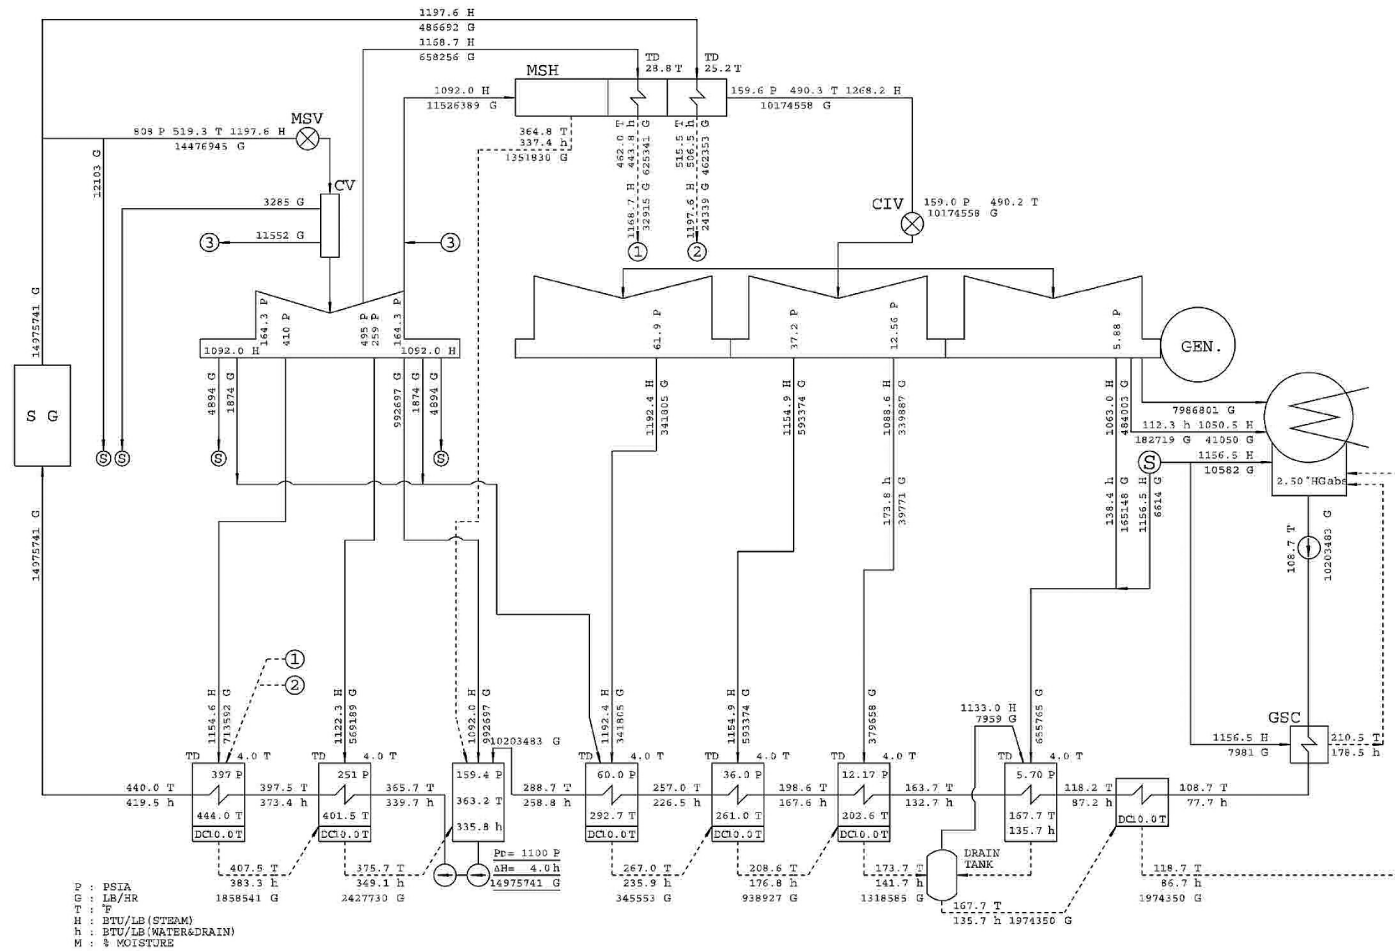 1197.6 H
486692 G
1168.7 H
658256 G
TD
28.8 T
TD
25.2 T
MSH
1092.0 H
11526389 G
159.6 P 490.3 T 1268.2 H
10174558 G
808 P 519.3 T 1197.6 H
14476945 G
MSV
364.8 T
337.4 h
1351830 G
462.0 T
443.8 h
625341 G
515.5 T
506.5 h
462353 G
12103 G
3285 G
CV
3
11552 G
3
1168.7 H
32915 G
1197.6 H
24339 G
1
2
CIV
159.0 P 490.2 T
10174558 G
14975741 G
164.3 P
410 P
495 P
259 P
164.3 P
1092.0 H
1092.0 H
61.9 P
37.2 P
12.56 P
5.88 P
GEN.
S G
4894 G
1874 G
992697 G
1874 G
4894 G
1192.4 H
341805 G
1154.9 H
593374 G
1088.6 H
339887 G
1063.0 H
484003 G
7986801 G
112.3 h 1050.5 H
182719 G 41050 G
S
S
S
S
S
1156.5 H
10582 G
2.50"HGabs
173.8 h
39771 G
138.4 h
165148 G
1156.5 H
6614 G
14975741 G
108.7 T
10203483 G
1
2
1154.6 H
713592 G
1122.3 H
569189 G
1092.0 H
992697 G
10203483 G
1192.4 H
341805 G
1154.9 H
593374 G
379658 G
1133.0 H
7959 G
655765 G
GSC
1156.5 H
7981 G
210.5 T
178.5 h
TD 4.0 T
TD 4.0 T
TD 4.0 T
TD 4.0 T
TD 4.0 T
TD 4.0 T
397 P
251 P
159.4 P
60.0 P
36.0 P
12.17 P
5.70 P
440.0 T
419.5 h
397.5 T
373.4 h
365.7 T
339.7 h
363.2 T
335.8 h
288.7 T
258.8 h
257.0 T
226.5 h
198.6 T
167.6 h
163.7 T
132.7 h
118.2 T
87.2 h
108.7 T
77.7 h
444.0 T
DC10.0T
401.5 T
DC10.0T
292.7 T
DC10.0T
261.0 T
DC10.0T
202.6 T
DC10.0T
167.7 T
135.7 h
DC10.0T
407.5 T
383.3 h
1858541 G
375.7 T
349.1 h
2427730 G
PD= 1100 P
ΔH= 4.0 h
14975741 G
267.0 T
235.9 h
345553 G
208.6 T
176.8 h
938927 G
173.7 T
141.7 h
1318585 G
DRAIN
TANK
167.7 T
135.7 h 1974350 G
118.7 T
86.7 h
1974350 G
P : PSIA
G : LB/HR
T : °F
H : BTU/LB(STEAM)
h : BTU/LB(WATER&DRAIN)
M : % MOISTURE